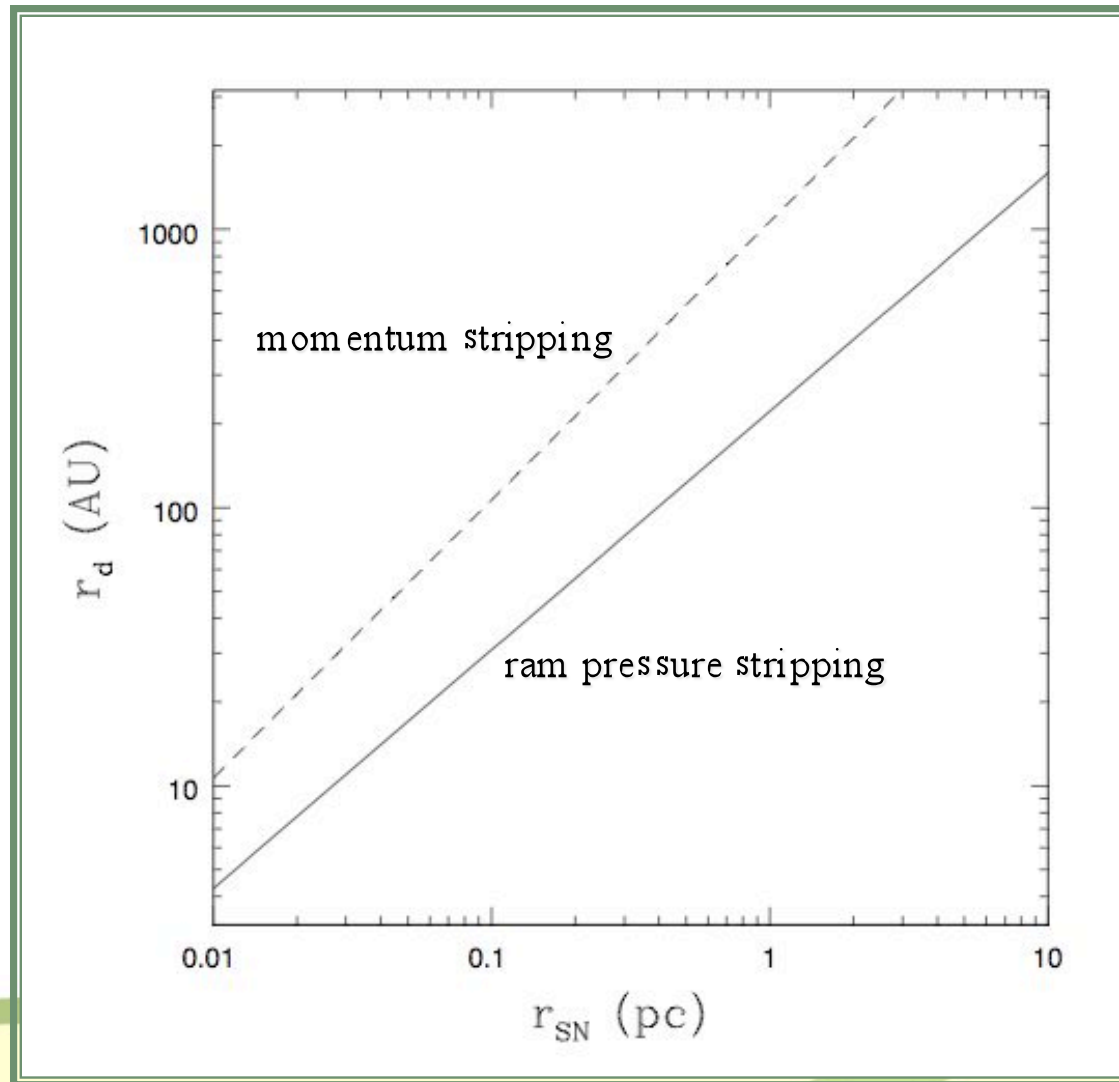 1000
momentum stripping
100
r_d (AU)
ram pressure stripping
10
0.01
0.1
1
10
r_SN (pc)